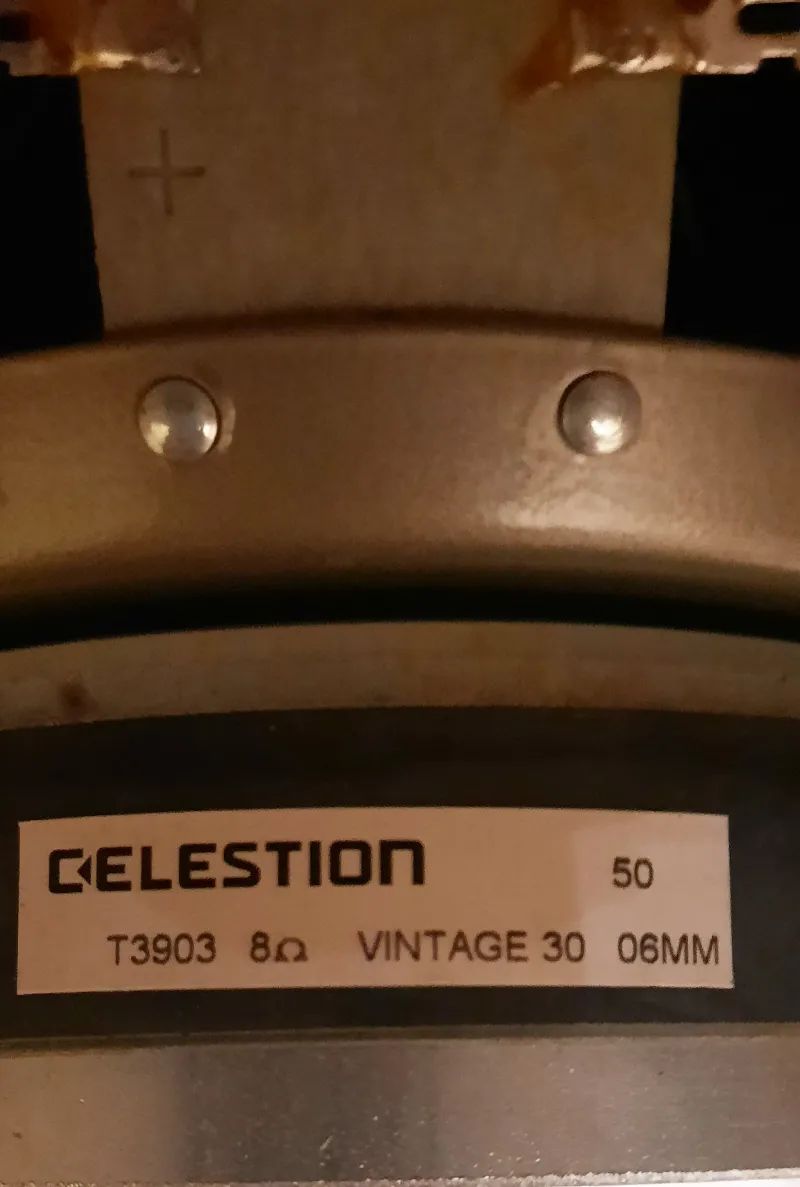 +
CELESTION 50
T3903 8Ω VINTAGE 30 06MM